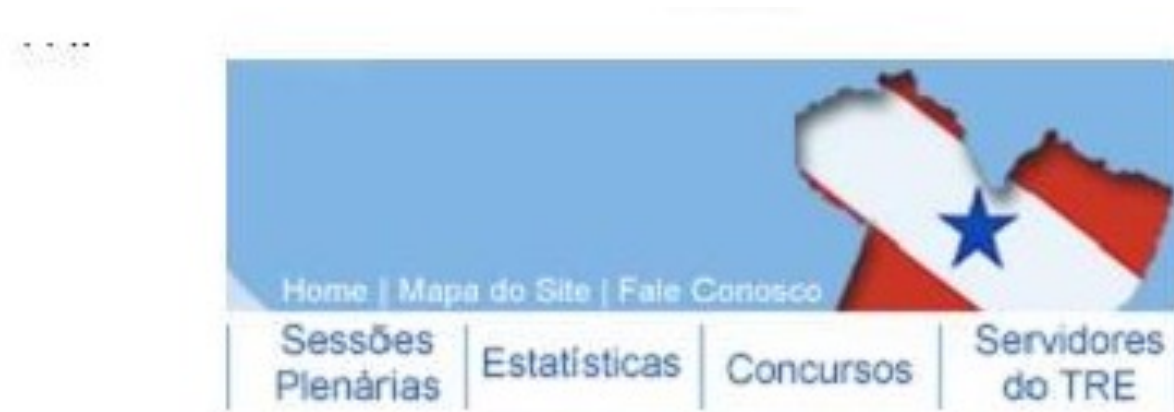 Home | Mapa do Site | Fale Conosco
Sessões Plenárias
Estatísticas
Concursos
Servidores do TRE